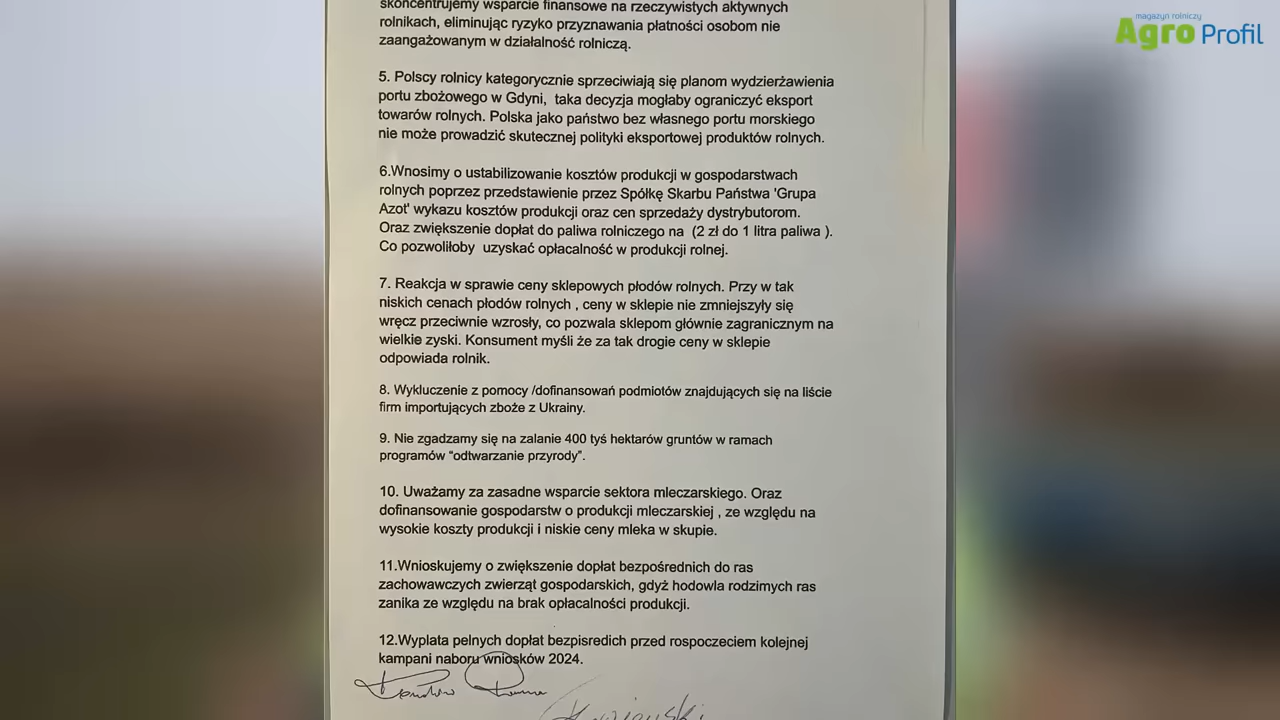 magazyn rolniczy
Agro Profil
skoncentrujemy wsparcie finansowe na rzeczywistych aktywnych
rolnikach, eliminując ryzyko przyznawania płatności osobom nie
zaangażowanym w działalność rolniczą.
5. Polscy rolnicy kategorycznie sprzeciwiają się planom wydzierżawienia
portu zbożowego w Gdyni, taka decyzja mogłaby ograniczyć eksport
towarów rolnych. Polska jako państwo bez własnego portu morskiego
nie może prowadzić skutecznej polityki eksportowej produktów rolnych.
6.Wnosimy o ustabilizowanie kosztów produkcji w gospodarstwach
rolnych poprzez przedstawienie przez Spółkę Skarbu Państwa 'Grupa
Azot' wykazu kosztów produkcji oraz cen sprzedaży dystrybutorom.
Oraz zwiększenie dopłat do paliwa rolniczego na (2 zł do 1 litra paliwa ).
Co pozwoliłoby uzyskać opłacalność w produkcji rolnej.
7. Reakcja w sprawie ceny sklepowych płodów rolnych. Przy w tak
niskich cenach płodów rolnych , ceny w sklepie nie zmniejszyły się
wręcz przeciwnie wzrosły, co pozwala sklepom głównie zagranicznym na
wielkie zyski. Konsument myśli że za tak drogie ceny w sklepie
odpowiada rolnik.
8. Wykluczenie z pomocy /dofinansowań podmiotów znajdujących się na liście
firm importujących zboże z Ukrainy.
9. Nie zgadzamy się na zalanie 400 tyś hektarów gruntów w ramach
programów “odtwarzanie przyrody”.
10. Uważamy za zasadne wsparcie sektora mleczarskiego. Oraz
dofinansowanie gospodarstw o produkcji mleczarskiej , ze względu na
wysokie koszty produkcji i niskie ceny mleka w skupie.
11.Wnioskujemy o zwiększenie dopłat bezpośrednich do ras
zachowawczych zwierząt gospodarskich, gdyż hodowla rodzimych ras
zanika ze względu na brak opłacalności produkcji.
12.Wyplata pelnych dopłat bezpisredich przed rospoczeciem kolejnej
kampani naboru wniosków 2024.